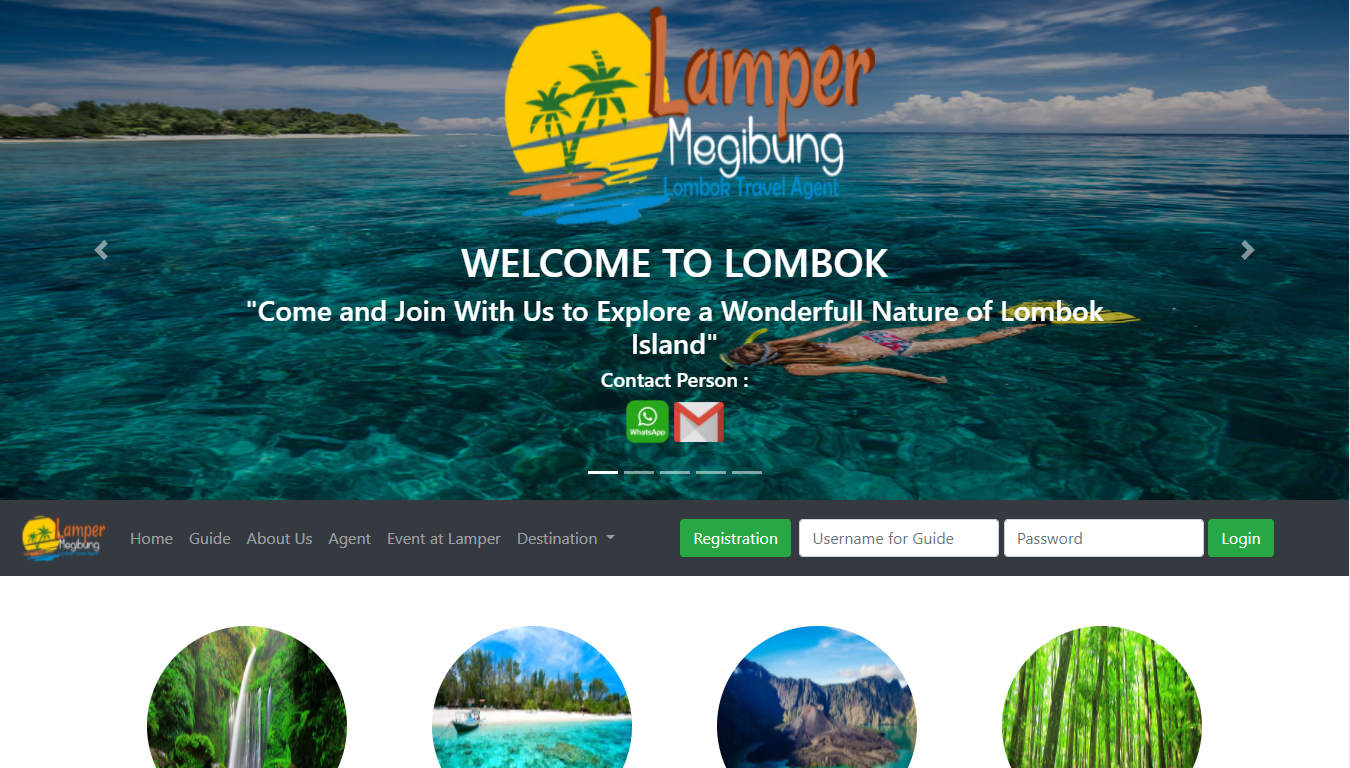 Lamper
Megibung
Lombok Travel Agent
WELCOME TO LOMBOK
"Come and Join With Us to Explore a Wonderfull Nature of Lombok
Island"
Contact Person :
WhatsApp
Lamper
Megibung
Home Guide About Us Agent Event at Lamper Destination Registration Username for Guide Password Login